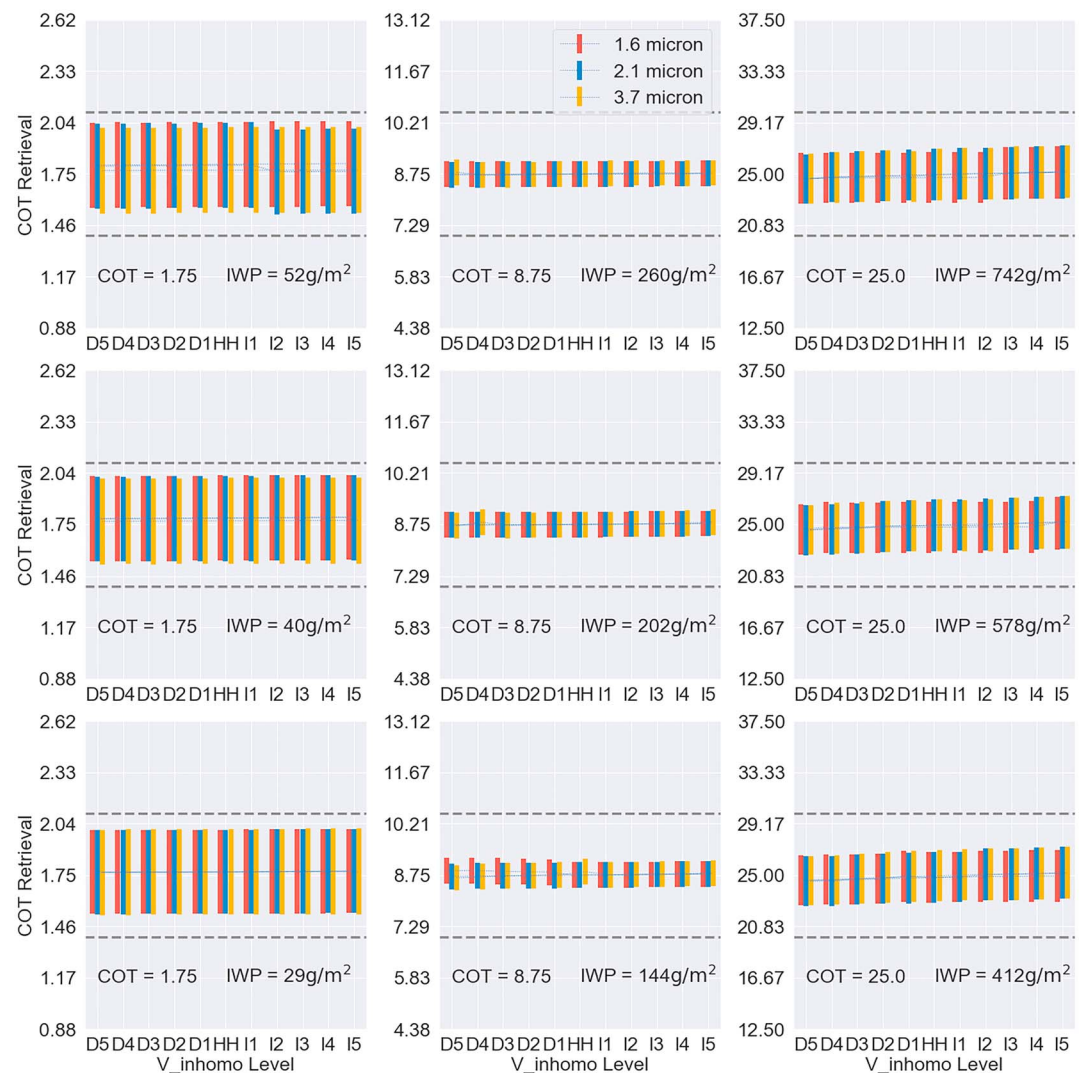 1.6 micron
2.1 micron
3.7 micron
COT Retrieval
2.62
2.33
2.04
1.75
1.46
1.17
0.88
COT = 1.75 IWP = 52g/m²
D5 D4 D3 D2 D1 HH I1 I2 I3 I4 I5
13.12
11.67
10.21
8.75
7.29
5.83
4.38
COT = 8.75 IWP = 260g/m²
D5 D4 D3 D2 D1 HH I1 I2 I3 I4 I5
37.50
33.33
29.17
25.00
20.83
16.67
12.50
COT = 25.0 IWP = 742g/m²
D5 D4 D3 D2 D1 HH I1 I2 I3 I4 I5
COT Retrieval
2.62
2.33
2.04
1.75
1.46
1.17
0.88
COT = 1.75 IWP = 40g/m²
D5 D4 D3 D2 D1 HH I1 I2 I3 I4 I5
13.12
11.67
10.21
8.75
7.29
5.83
4.38
COT = 8.75 IWP = 202g/m²
D5 D4 D3 D2 D1 HH I1 I2 I3 I4 I5
37.50
33.33
29.17
25.00
20.83
16.67
12.50
COT = 25.0 IWP = 578g/m²
D5 D4 D3 D2 D1 HH I1 I2 I3 I4 I5
COT Retrieval
2.62
2.33
2.04
1.75
1.46
1.17
0.88
COT = 1.75 IWP = 29g/m²
D5 D4 D3 D2 D1 HH I1 I2 I3 I4 I5
V_inhomo Level
13.12
11.67
10.21
8.75
7.29
5.83
4.38
COT = 8.75 IWP = 144g/m²
D5 D4 D3 D2 D1 HH I1 I2 I3 I4 I5
V_inhomo Level
37.50
33.33
29.17
25.00
20.83
16.67
12.50
COT = 25.0 IWP = 412g/m²
D5 D4 D3 D2 D1 HH I1 I2 I3 I4 I5
V_inhomo Level